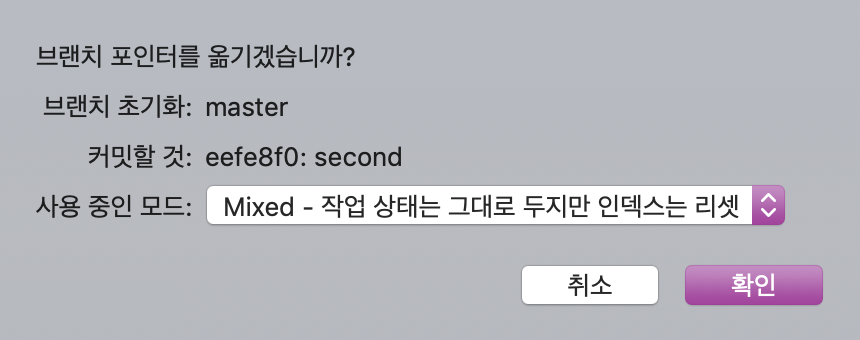 브랜치 포인터를 옮기겠습니까?
브랜치 초기화: master
커밋할 것: eefe8f0: second
사용 중인 모드: Mixed - 작업 상태는 그대로 두지만 인덱스는 리셋
취소 확인